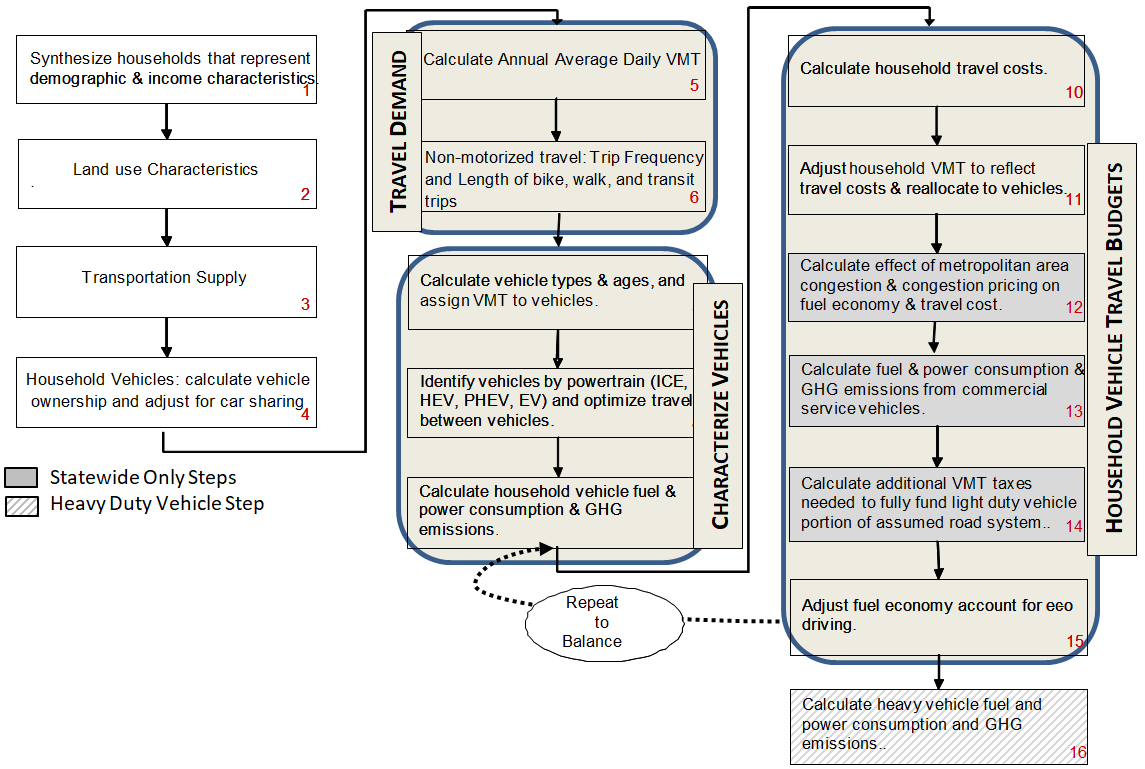 Synthesize households that represent
demographic & income characteristics.
1
Land use Characteristics
.
2
Transportation Supply
3
Household Vehicles: calculate vehicle
ownership and adjust for car sharing
4
Statewide Only Steps
Heavy Duty Vehicle Step
TRAVEL DEMAND
Calculate Annual Average Daily VMT
5
Non-motorized travel: Trip Frequency
and Length of bike, walk, and transit
trips
6
CHARACTERIZE VEHICLES
Calculate vehicle types & ages, and
assign VMT to vehicles.
Identify vehicles by powertrain (ICE,
HEV, PHEV, EV) and optimize travel
between vehicles.
Calculate household vehicle fuel &
power consumption & GHG
emissions.
Repeat
to
Balance
HOUSEHOLD VEHICLE TRAVEL BUDGETS
Calculate household travel costs.
10
Adjust household VMT to reflect
travel costs & reallocate to vehicles.
11
Calculate effect of metropolitan area
congestion & congestion pricing on
fuel economy & travel cost.
12
Calculate fuel & power consumption &
GHG emissions from commercial
service vehicles.
13
Calculate additional VMT taxes
needed to fully fund light duty vehicle
portion of assumed road system..
14
Adjust fuel economy account for eco
driving.
15
Calculate heavy vehicle fuel and
power consumption and GHG
emissions..
16